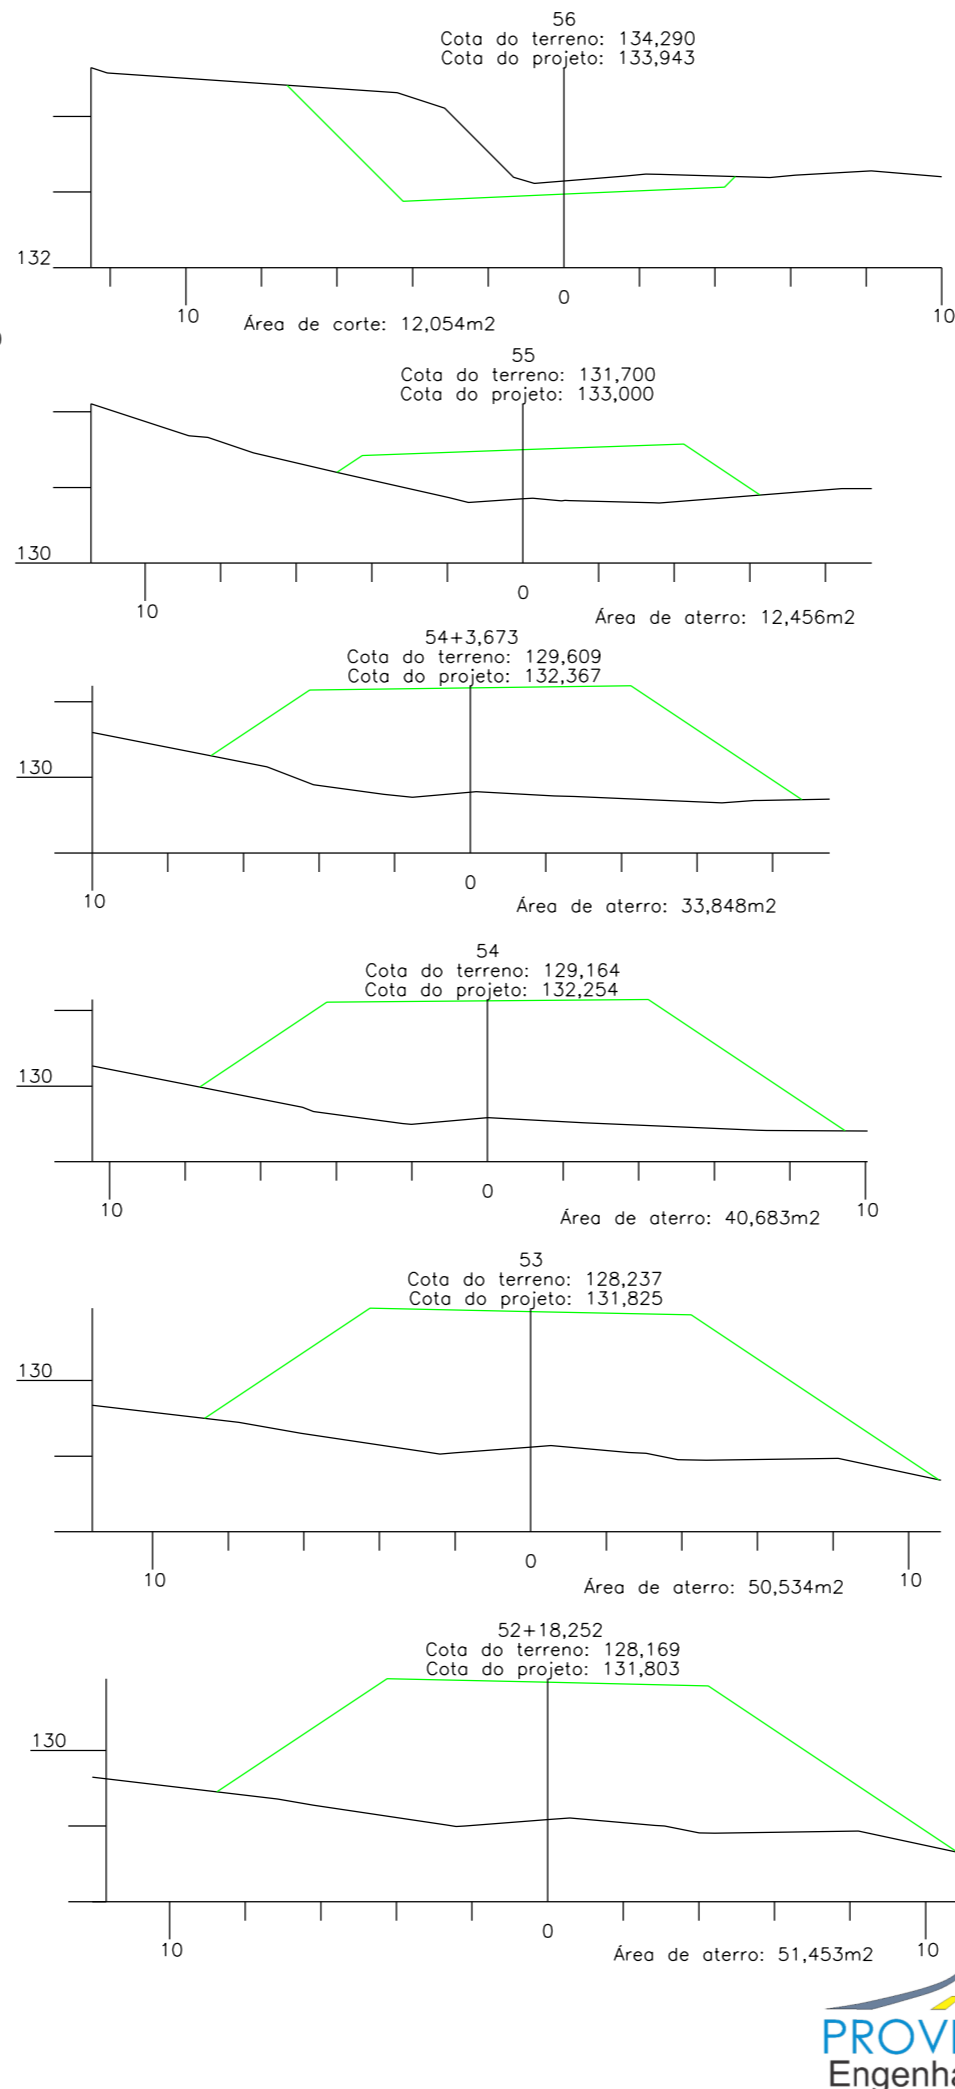 56
Cota do terreno: 134,290
Cota do projeto: 133,943
132
10
0
10
Área de corte: 12,054m2
55
Cota do terreno: 131,700
Cota do projeto: 133,000
130
10
0
Área de aterro: 12,456m2
54+3,673
Cota do terreno: 129,609
Cota do projeto: 132,367
130
10
0
Área de aterro: 33,848m2
54
Cota do terreno: 129,164
Cota do projeto: 132,254
130
10
0
10
Área de aterro: 40,683m2
53
Cota do terreno: 128,237
Cota do projeto: 131,825
130
10
0
10
Área de aterro: 50,534m2
52+18,252
Cota do terreno: 128,169
Cota do projeto: 131,803
130
10
0
10
Área de aterro: 51,453m2